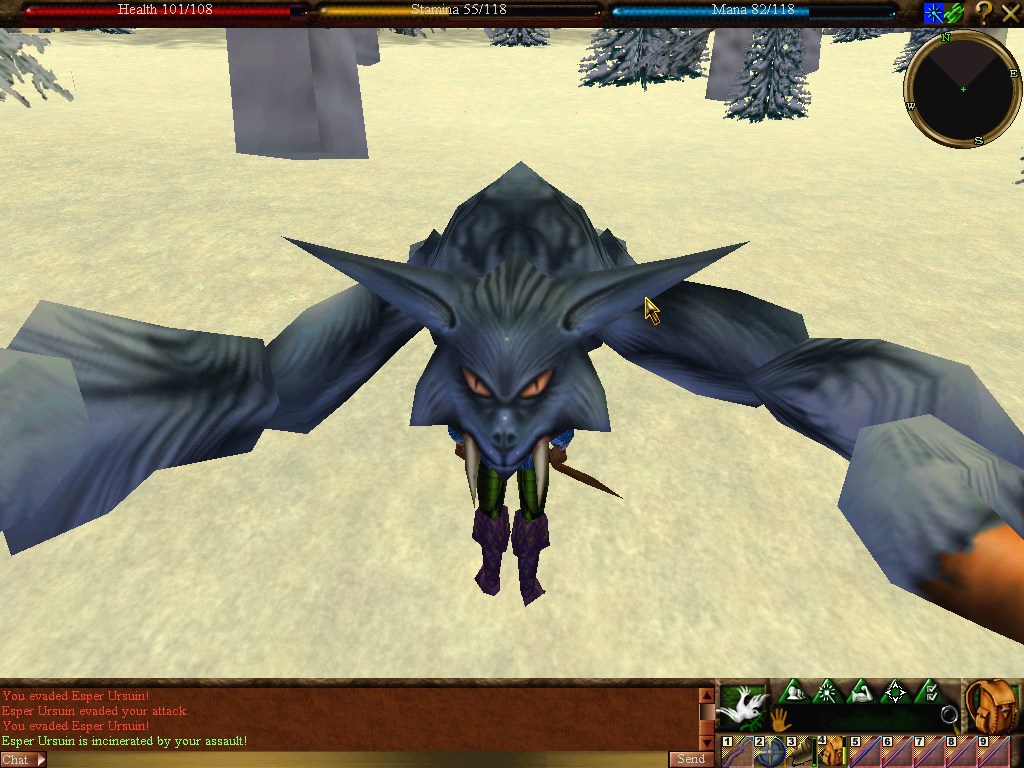 Health 101/108
Stamina 55/118
Mana 82/118
?
N
E
W
S
You evaded Esper Ursuin!
Esper Ursuin evaded your attack.
You evaded Esper Ursuin!
Esper Ursuin is incinerated by your assault!
Chat
Send
1 2 3 4 5 6 7 8 9